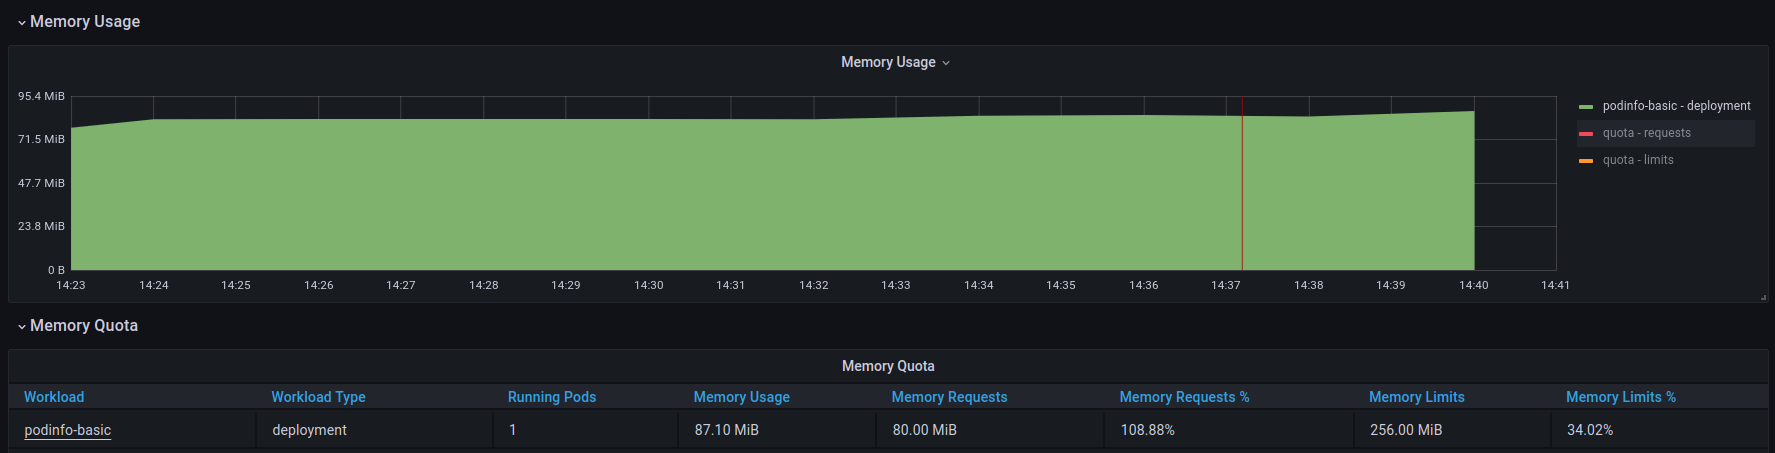 Memory Usage
Memory Usage
95.4 MiB
71.5 MiB
47.7 MiB
23.8 MiB
0 B
14:23 14:24 14:25 14:26 14:27 14:28 14:29 14:30 14:31 14:32 14:33 14:34 14:35 14:36 14:37 14:38 14:39 14:40 14:41
podinfo-basic - deployment
quota - requests
quota - limits
Memory Quota
Memory Quota
Workload Workload Type Running Pods Memory Usage Memory Requests Memory Requests % Memory Limits Memory Limits %
podinfo-basic deployment 1 87.10 MiB 80.00 MiB 108.88% 256.00 MiB 34.02%